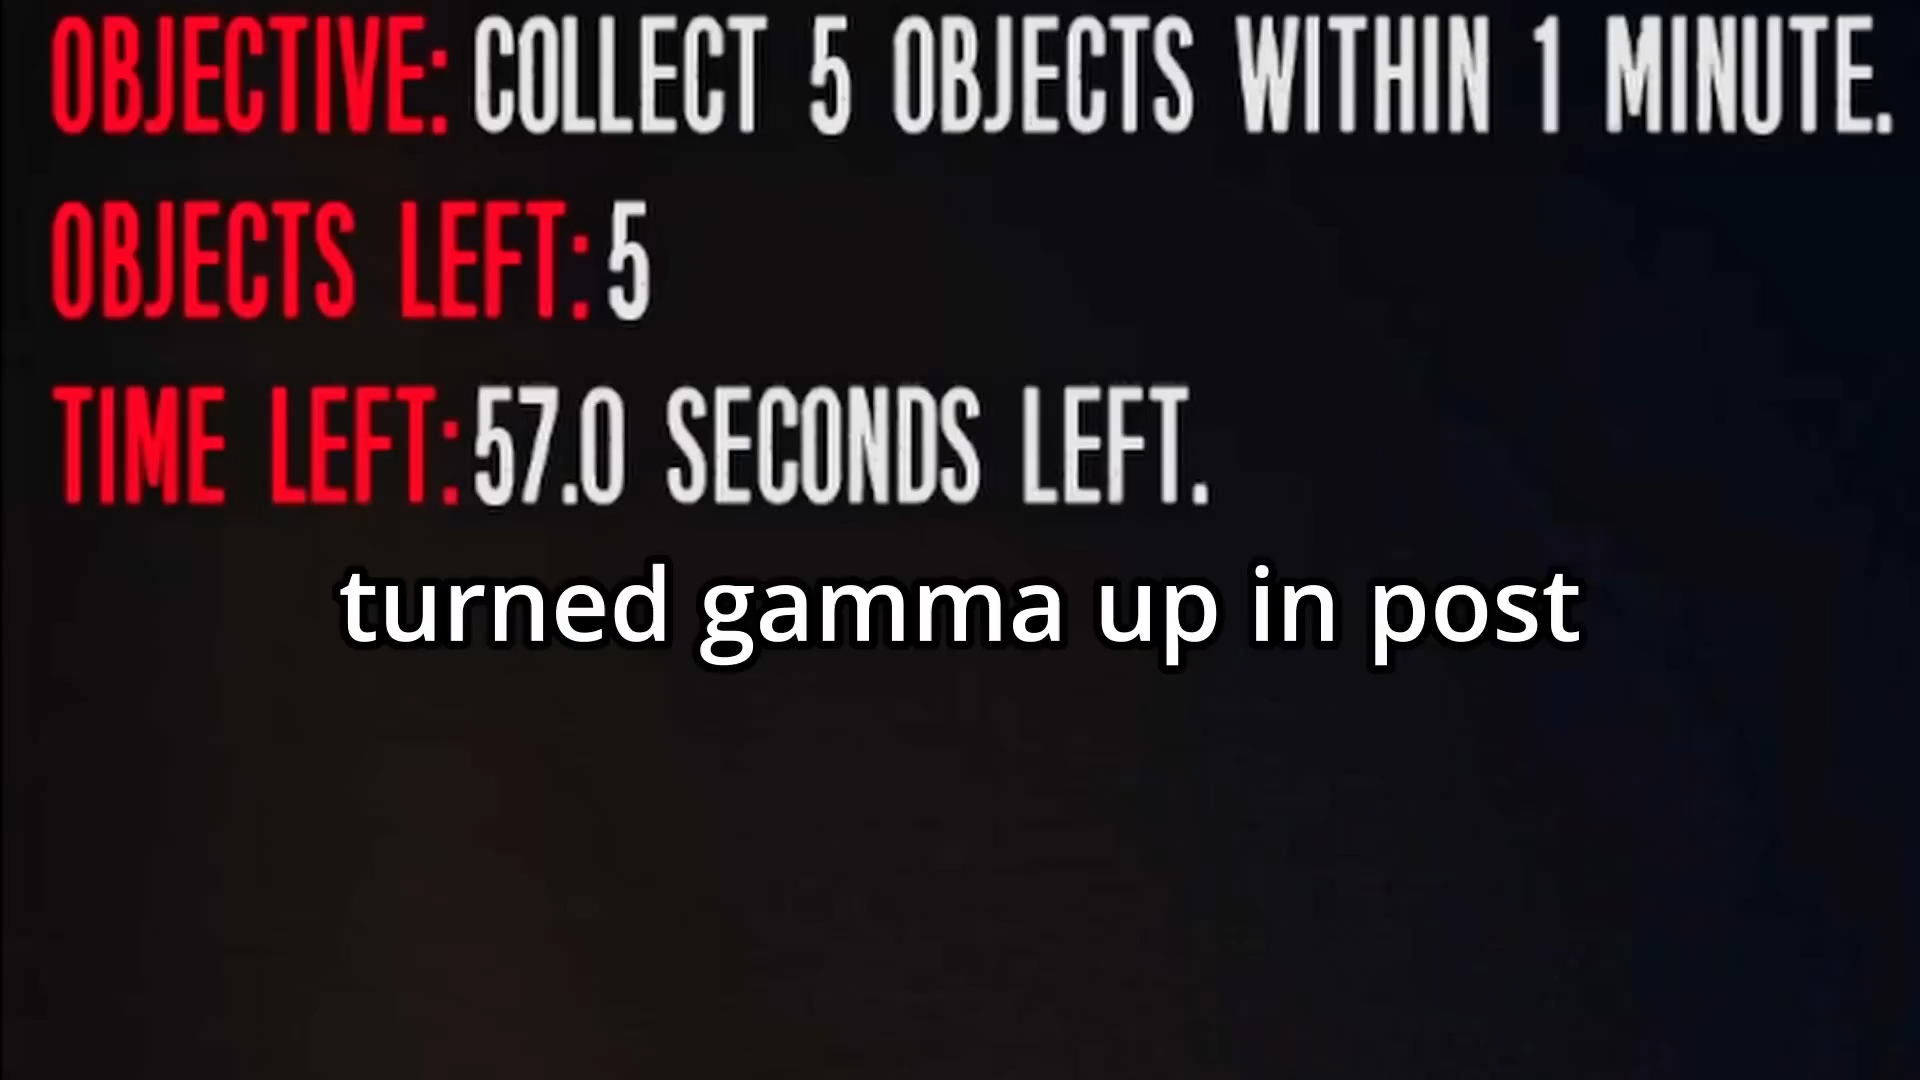 OBJECTIVE: COLLECT 5 OBJECTS WITHIN 1 MINUTE.
OBJECTS LEFT: 5
TIME LEFT: 57.0 SECONDS LEFT.
turned gamma up in post